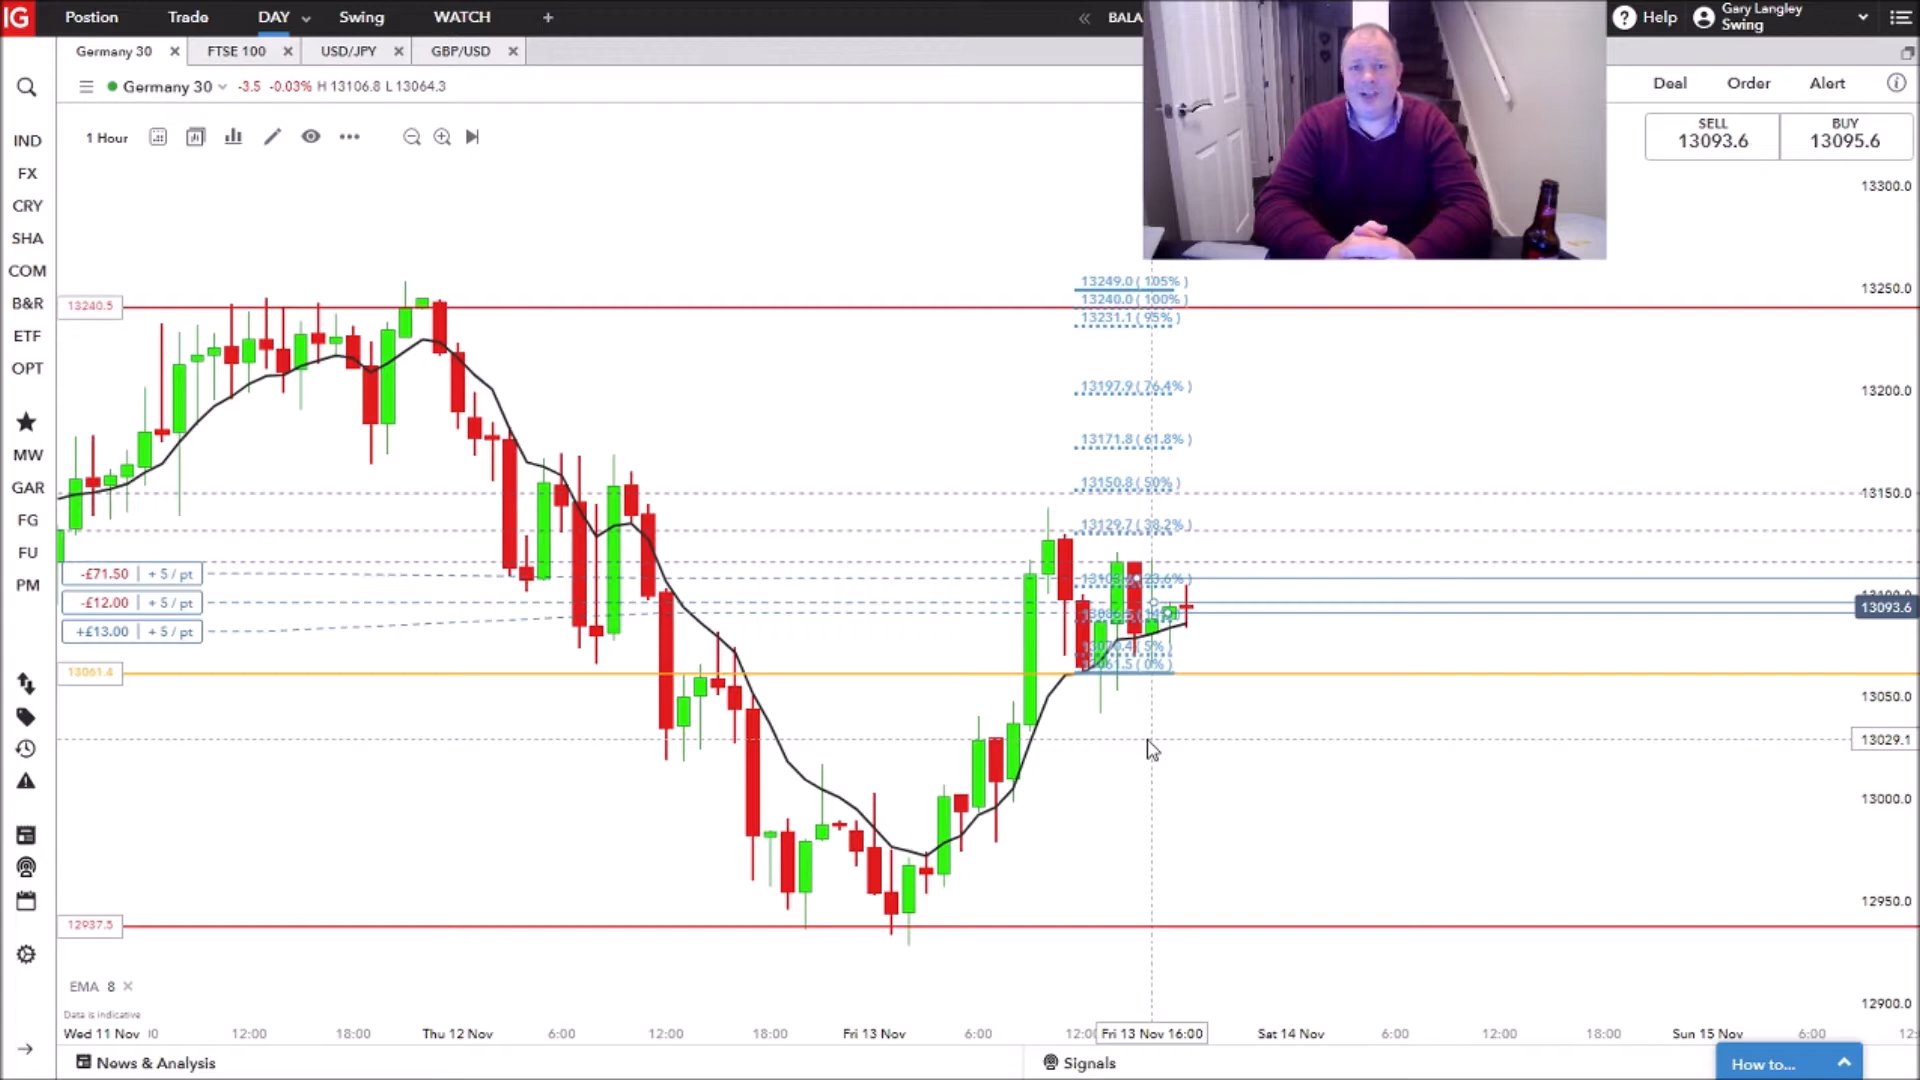 IG Postion Trade DAY Swing WATCH + BALA Help Gary Langley
Swing
Germany 30 FTSE 100 USD/JPY GBP/USD
Germany 30 -3.5 -0.03% H 13106.8 L 13064.3 Deal Order Alert
1 Hour
SELL BUY
13093.6 13095.6
IND
FX
CRY
SHA
COM
B&R
ETF
OPT
MW
GAR
FG
FU
PM
13300.0
13250.0
13200.0
13150.0
13093.6
13050.0
13029.1
13000.0
12950.0
12900.0
13249.0 ( 105% )
13240.0 ( 100% )
13231.1 ( 95% )
13197.9 ( 76.4% )
13171.8 ( 61.8% )
13150.8 ( 50% )
13129.7 ( 38.2% )
13240.5
-£71.50 + 5 / pt
-£12.00 + 5 / pt
+£13.00 + 5 / pt
13061.4
12937.5
EMA 8
Data is indicative
Wed 11 Nov 12:00 18:00 Thu 12 Nov 6:00 12:00 18:00 Fri 13 Nov 6:00 Fri 13 Nov 16:00 Sat 14 Nov 6:00 12:00 18:00 Sun 15 Nov 6:00
News & Analysis Signals How to...